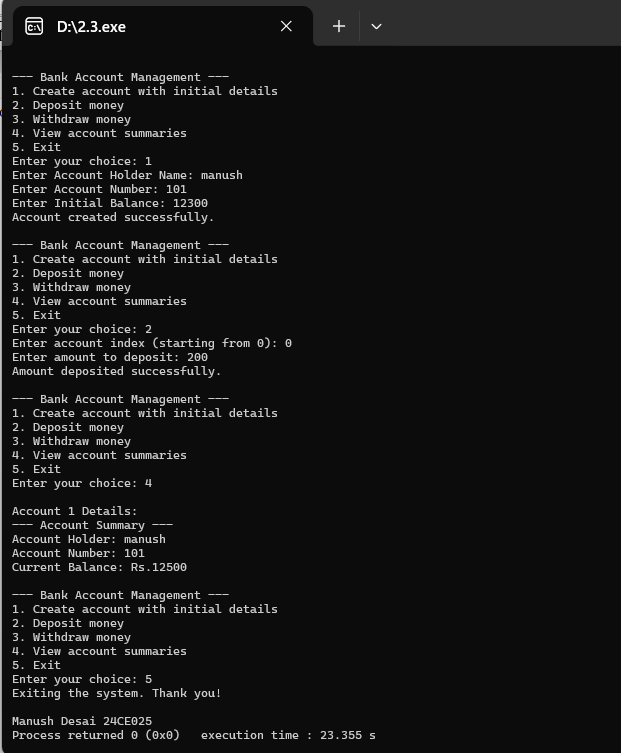 D:\2.3.exe
--- Bank Account Management ---
1. Create account with initial details
2. Deposit money
3. Withdraw money
4. View account summaries
5. Exit
Enter your choice: 1
Enter Account Holder Name: manush
Enter Account Number: 101
Enter Initial Balance: 12300
Account created successfully.
--- Bank Account Management ---
1. Create account with initial details
2. Deposit money
3. Withdraw money
4. View account summaries
5. Exit
Enter your choice: 2
Enter account index (starting from 0): 0
Enter amount to deposit: 200
Amount deposited successfully.
--- Bank Account Management ---
1. Create account with initial details
2. Deposit money
3. Withdraw money
4. View account summaries
5. Exit
Enter your choice: 4
Account 1 Details:
--- Account Summary ---
Account Holder: manush
Account Number: 101
Current Balance: Rs.12500
--- Bank Account Management ---
1. Create account with initial details
2. Deposit money
3. Withdraw money
4. View account summaries
5. Exit
Enter your choice: 5
Exiting the system. Thank you!
Manush Desai 24CE025
Process returned 0 (0x0)   execution time : 23.355 s